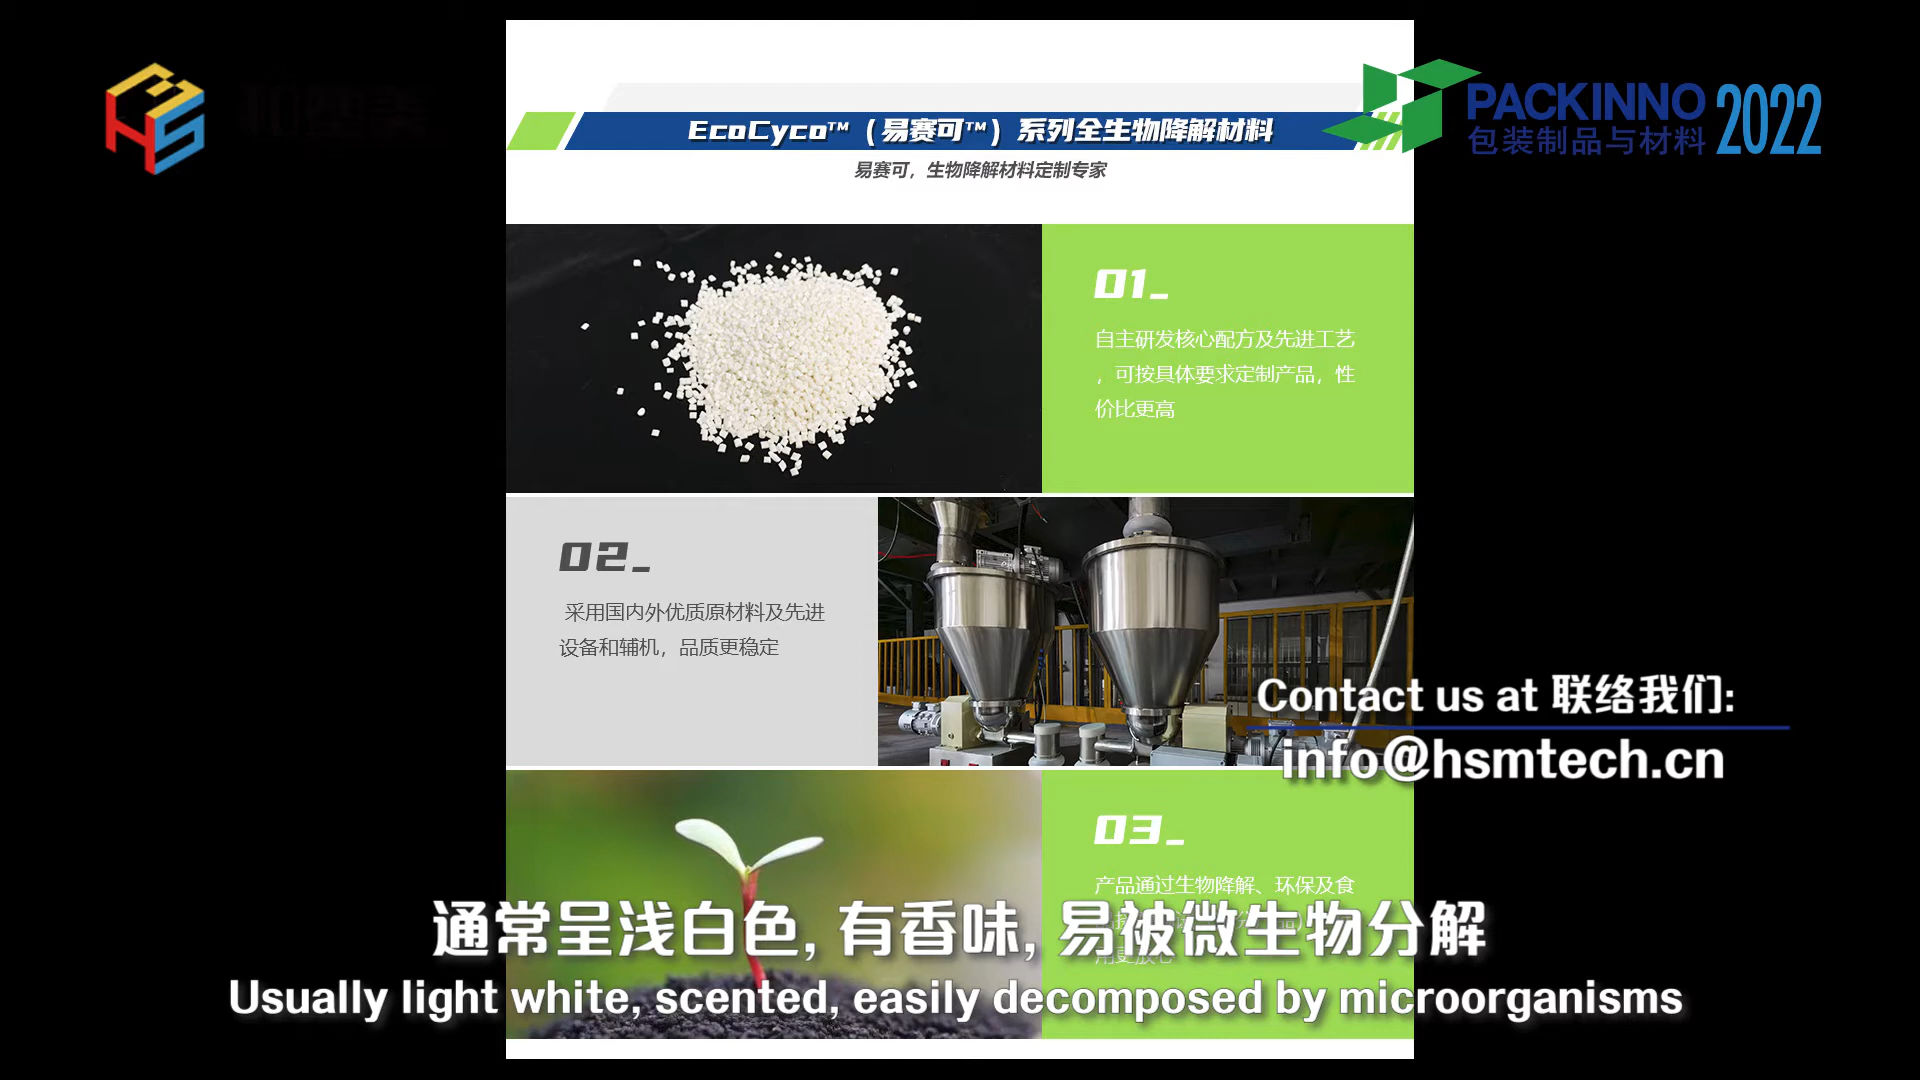 和塑美
PACKINNO 2022
包装制品与材料
EcoCyco™（易赛可™）系列全生物降解材料
易赛可，生物降解材料定制专家
01_
自主研发核心配方及先进工艺
，可按具体要求定制产品，性
价比更高
02_
采用国内外优质原材料及先进
设备和辅机，品质更稳定
Contact us at 联络我们:
info@hsmtech.cn
03_
产品通过生物降解、环保及食
通常呈浅白色, 有香味, 易被微生物分解
Usually light white, scented, easily decomposed by microorganisms